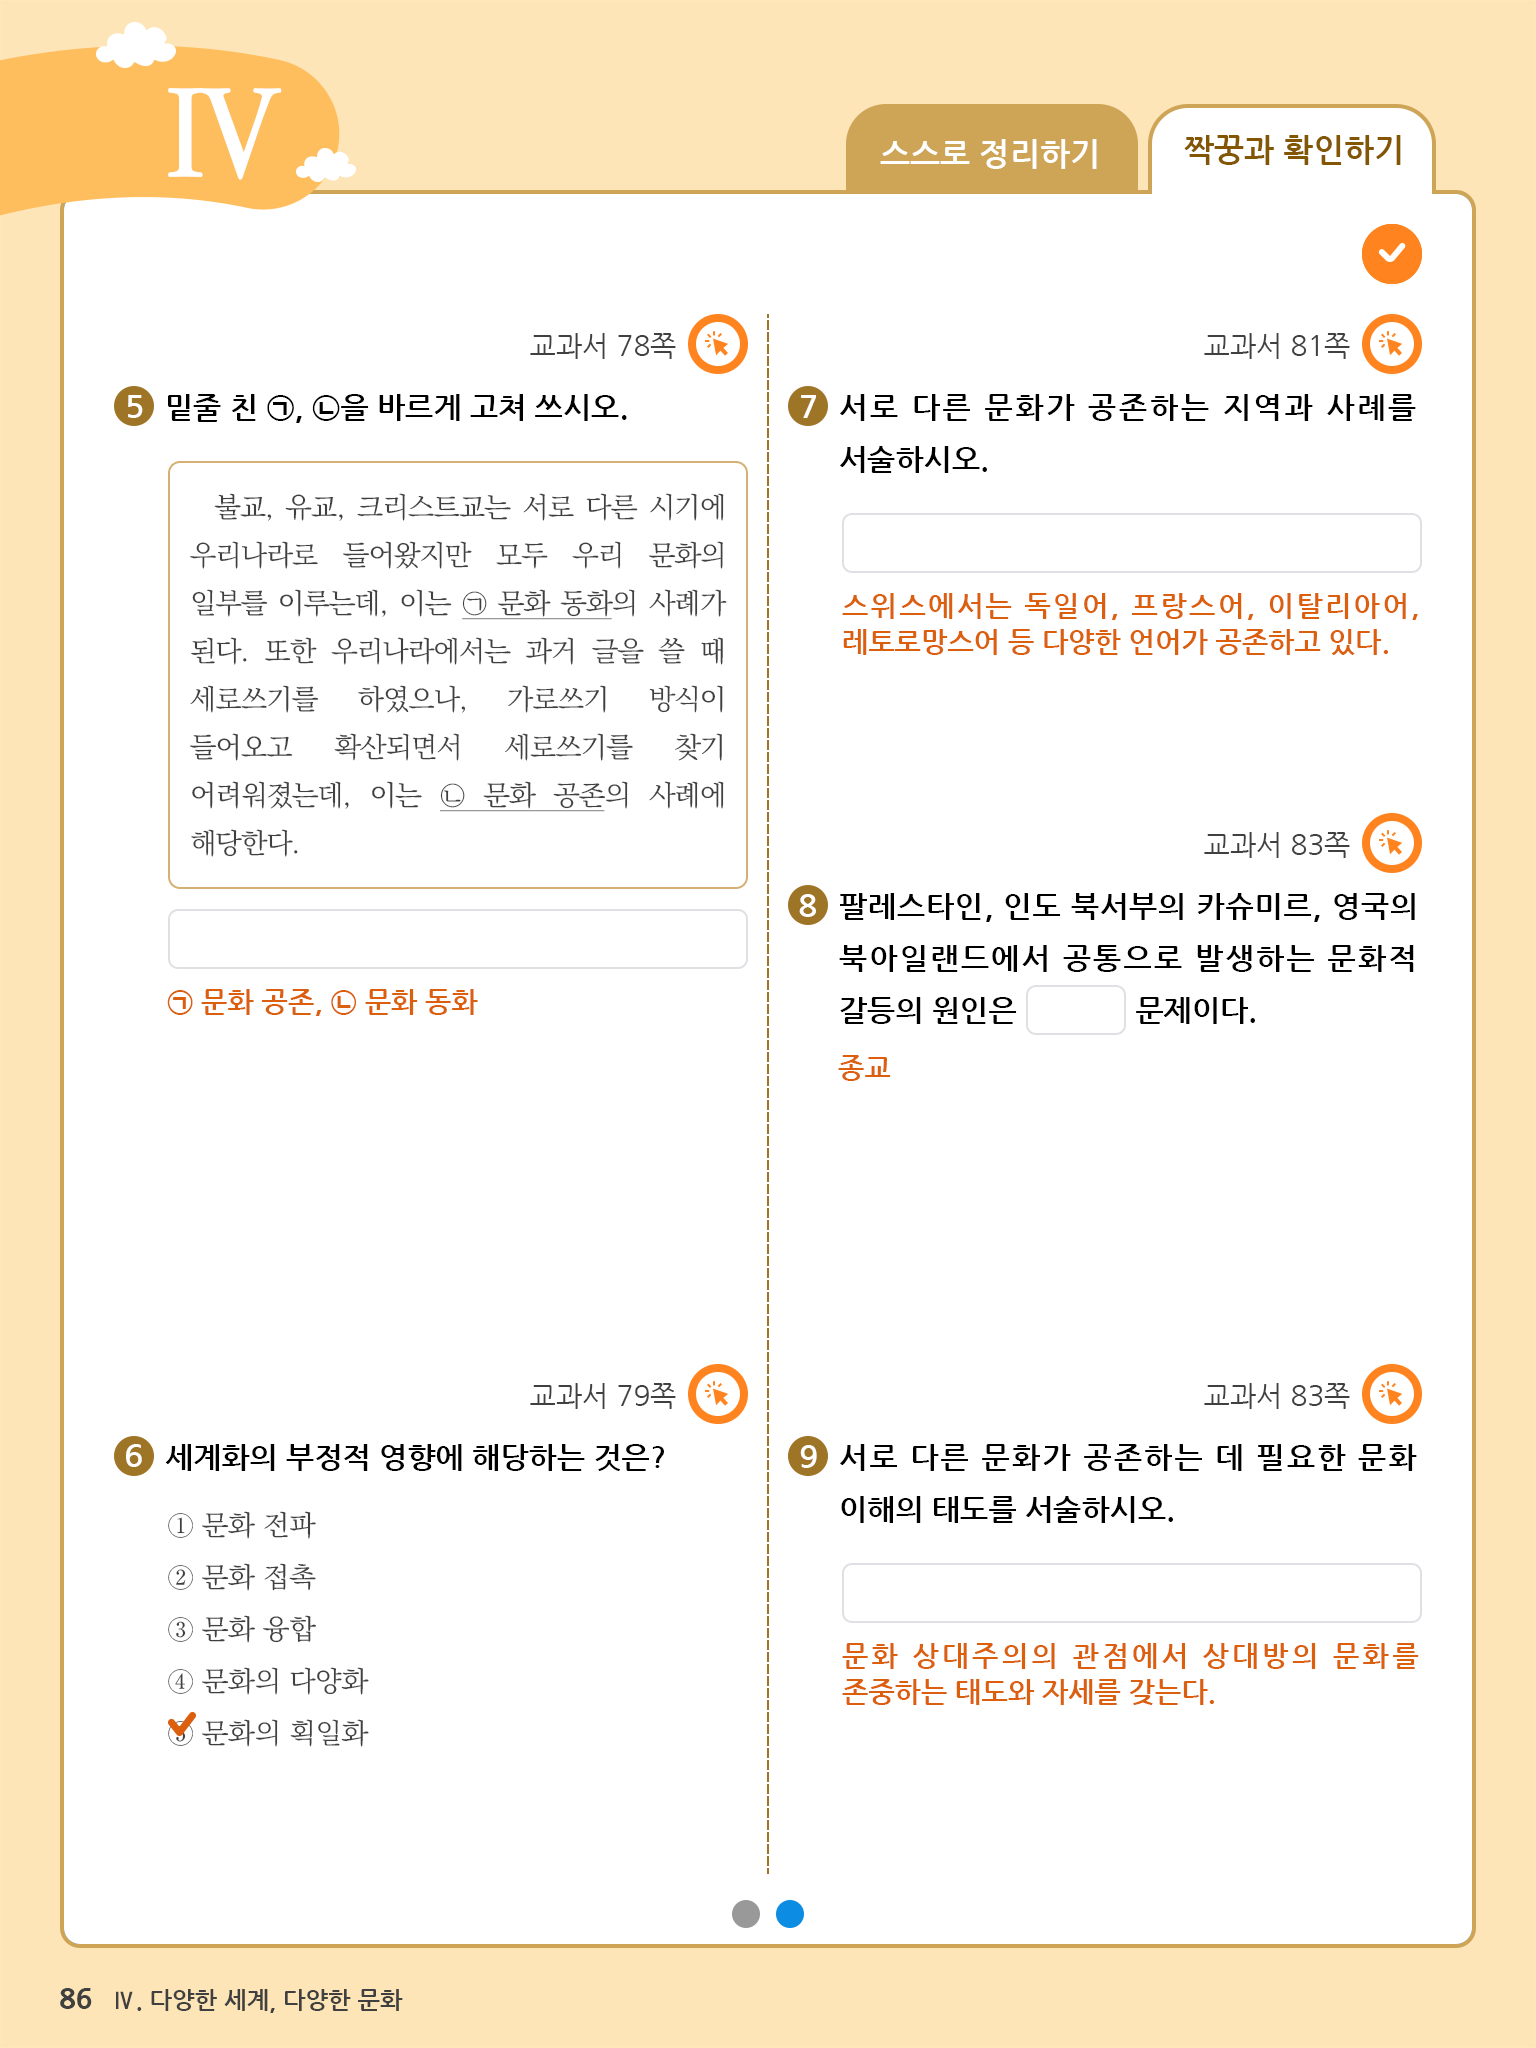 IV
스스로 정리하기
짝꿍과 확인하기
교과서 78쪽
5 밑줄 친 ㉠, ㉡을 바르게 고쳐 쓰시오.
불교, 유교, 크리스트교는 서로 다른 시기에
우리나라로 들어왔지만 모두 우리 문화의
일부를 이루는데, 이는 ㉠ 문화 동화의 사례가
된다. 또한 우리나라에서는 과거 글을 쓸 때
세로쓰기를 하였으나, 가로쓰기 방식이
들어오고 확산되면서 세로쓰기를 찾기
어려워졌는데, 이는 ㉡ 문화 공존의 사례에
해당한다.
㉠ 문화 공존, ㉡ 문화 동화
교과서 79쪽
6 세계화의 부정적 영향에 해당하는 것은?
① 문화 전파
② 문화 접촉
③ 문화 융합
④ 문화의 다양화
⑤ 문화의 획일화
교과서 81쪽
7 서로 다른 문화가 공존하는 지역과 사례를
서술하시오.
스위스에서는 독일어, 프랑스어, 이탈리아어,
레토로망스어 등 다양한 언어가 공존하고 있다.
교과서 83쪽
8 팔레스타인, 인도 북서부의 카슈미르, 영국의
북아일랜드에서 공통으로 발생하는 문화적
갈등의 원인은 문제이다.
종교
교과서 83쪽
9 서로 다른 문화가 공존하는 데 필요한 문화
이해의 태도를 서술하시오.
문화 상대주의의 관점에서 상대방의 문화를
존중하는 태도와 자세를 갖는다.
86 Ⅳ. 다양한 세계, 다양한 문화